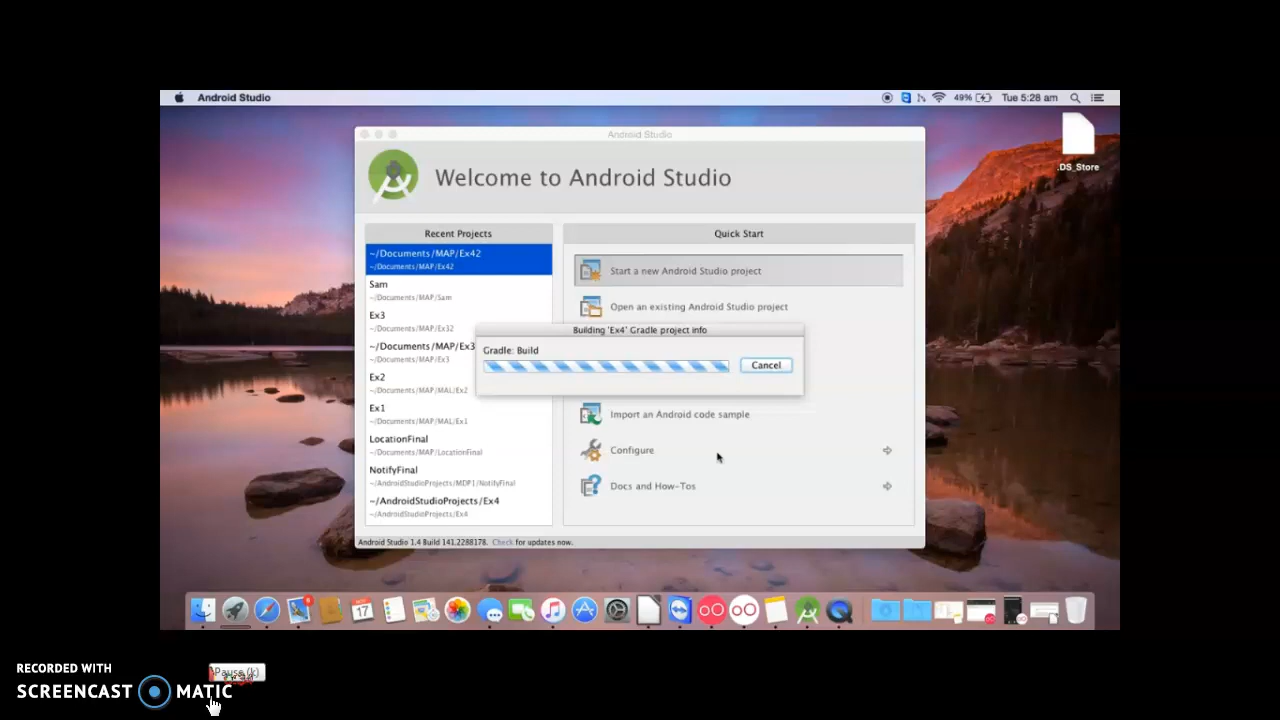 Android Studio
49%
Tue 5:28 am
.DS_Store
Android Studio
Welcome to Android Studio
Recent Projects
~/Documents/MAP/Ex42
~/Documents/MAP/Ex42
Sam
~/Documents/MAP/Sam
Ex3
~/Documents/MAP/Ex32
~/Documents/MAP/Ex3
~/Documents/MAP/Ex3
Ex2
~/Documents/MAP/MAL/Ex2
Ex1
~/Documents/MAP/MAL/Ex1
LocationFinal
~/Documents/MAP/LocationFinal
NotifyFinal
~/AndroidStudioProjects/MDP1/NotifyFinal
~/AndroidStudioProjects/Ex4
~/AndroidStudioProjects/Ex4
Quick Start
Start a new Android Studio project
Open an existing Android Studio project
Building 'Ex4' Gradle project info
Gradle: Build
Cancel
Import an Android code sample
Configure
Docs and How-Tos
Android Studio 1.4 Build 141.2288178. Check for updates now.
17
RECORDED WITH
SCREENCAST MATIC
Pause (k)